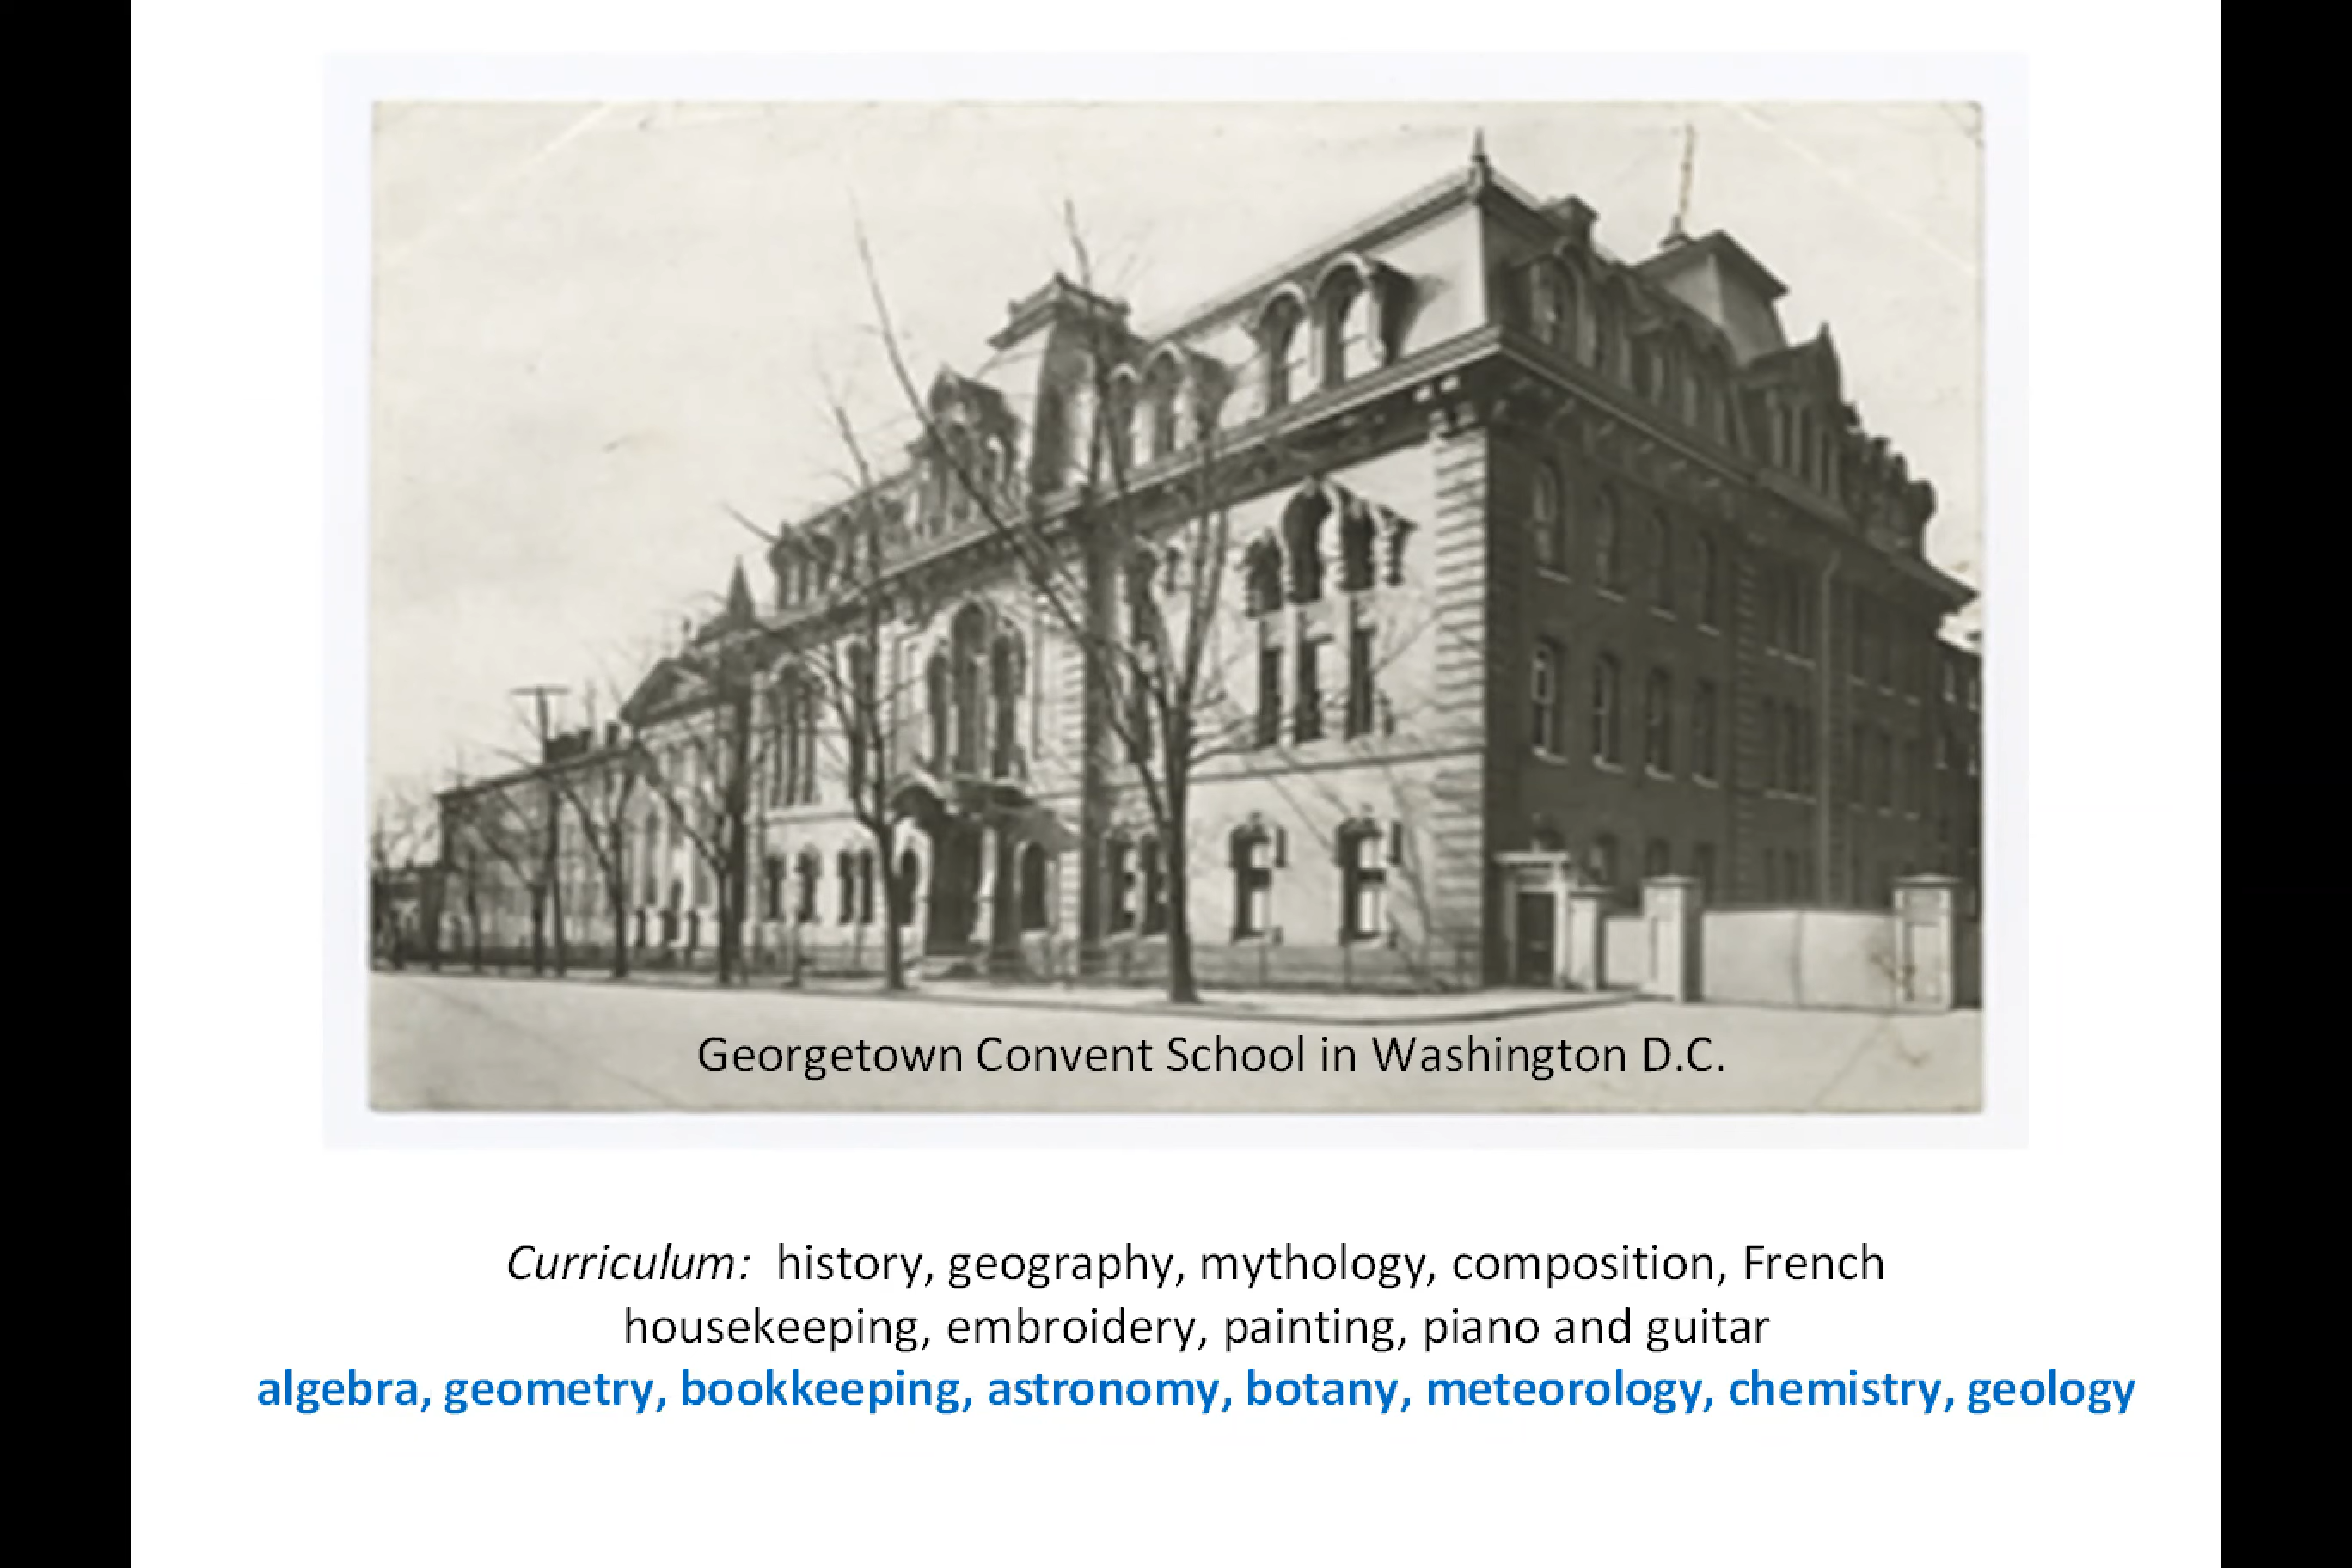 Georgetown Convent School in Washington D.C.
Curriculum: history, geography, mythology, composition, French
housekeeping, embroidery, painting, piano and guitar
algebra, geometry, bookkeeping, astronomy, botany, meteorology, chemistry, geology